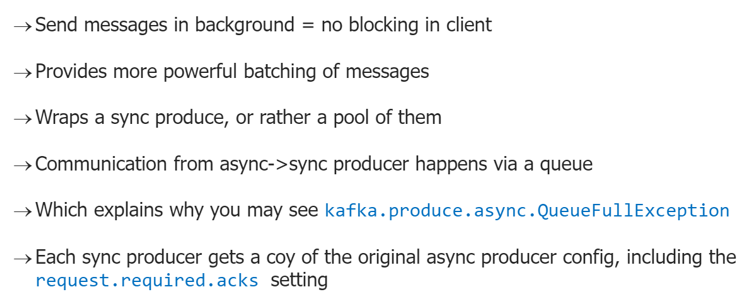 →Send messages in background = no blocking in client
→Provides more powerful batching of messages
→Wraps a sync produce, or rather a pool of them
→Communication from async->sync producer happens via a queue
→Which explains why you may see kafka.produce.async.QueueFullException
→Each sync producer gets a coy of the original async producer config, including the
request.required.acks setting